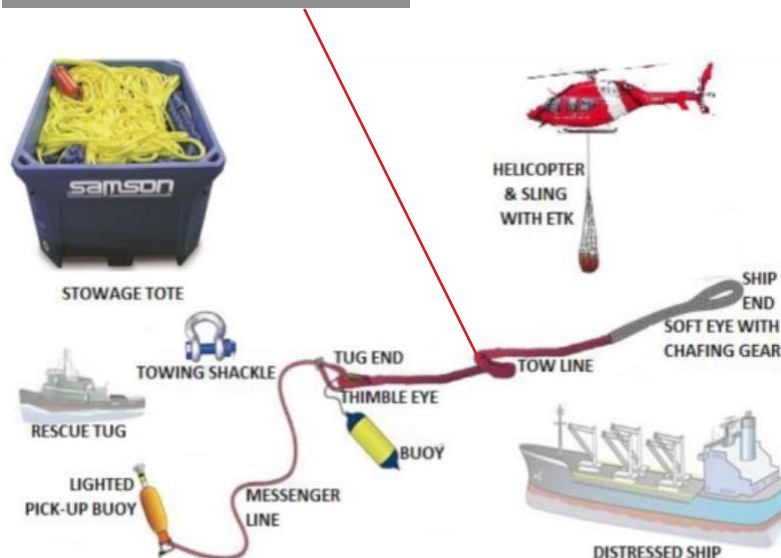 SAMSON
HELICOPTER
& SLING
WITH ETK
STOWAGE TOTE
SHIP
END
SOFT EYE WITH
CHAFING GEAR
TOWING SHACKLE
TUG END
TOW LINE
THIMBLE EYE
RESCUE TUG
BUOY
LIGHTED
PICK-UP BUOY
MESSENGER
LINE
DISTRESSED SHIP